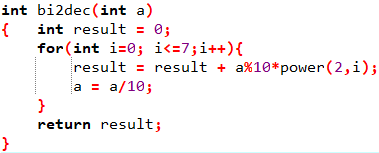 int bi2dec(int a)
{   int result = 0;
    for(int i=0; i<=7;i++){
        result = result + a%10*power(2,i);
        a = a/10;
    }
    return result;
}